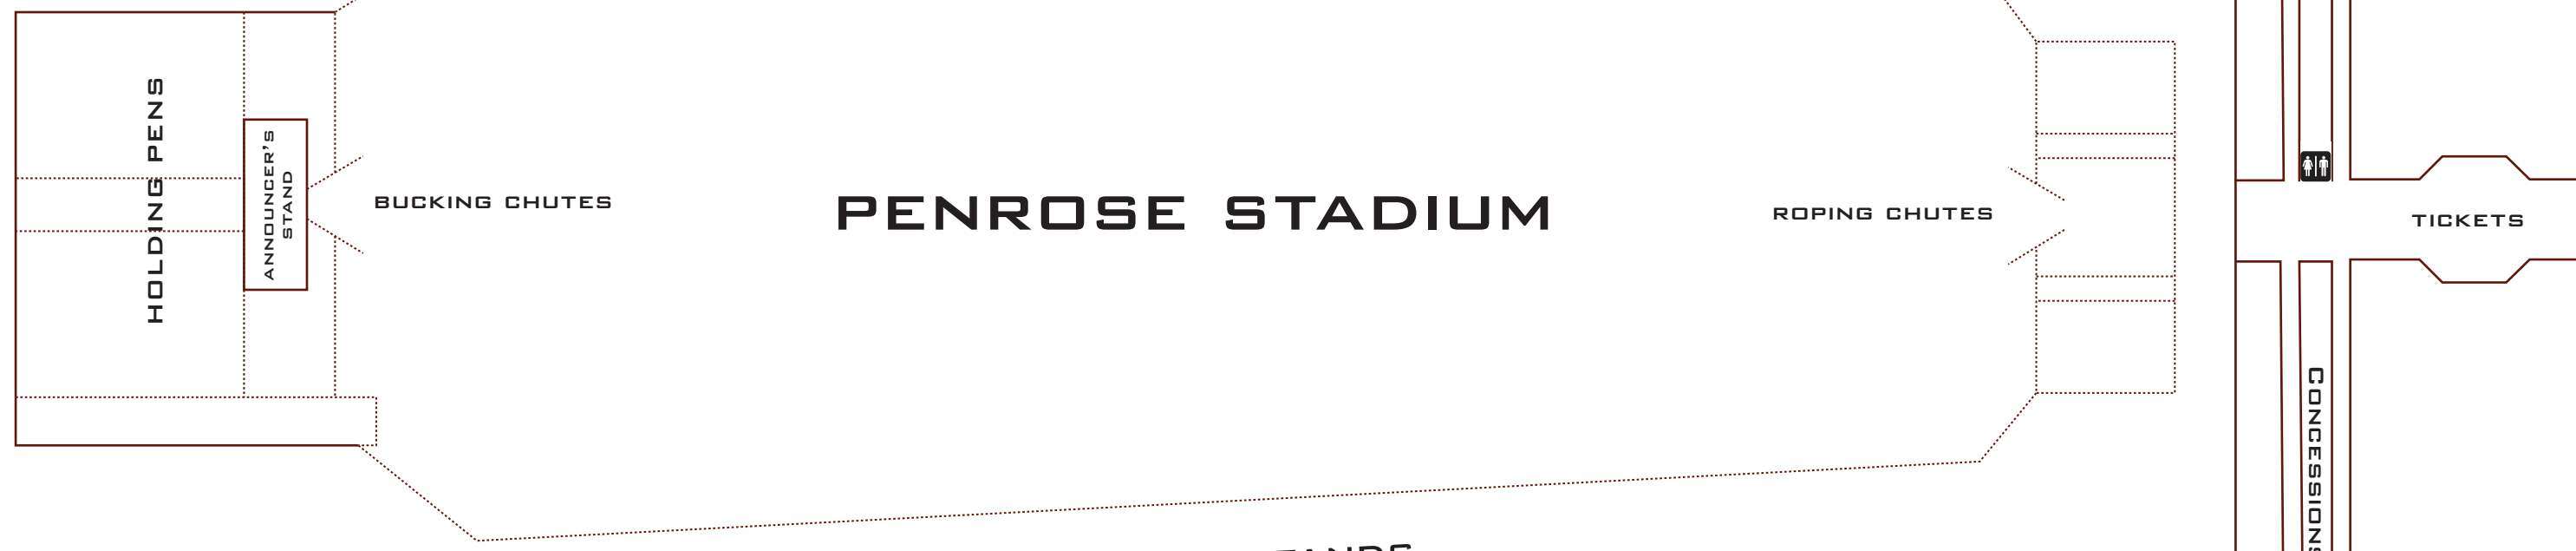 HOLDING PENS
ANNOUNCER'S
STAND
BUCKING CHUTES
PENROSE STADIUM
ROPING CHUTES
TICKETS
CONCESSIONS